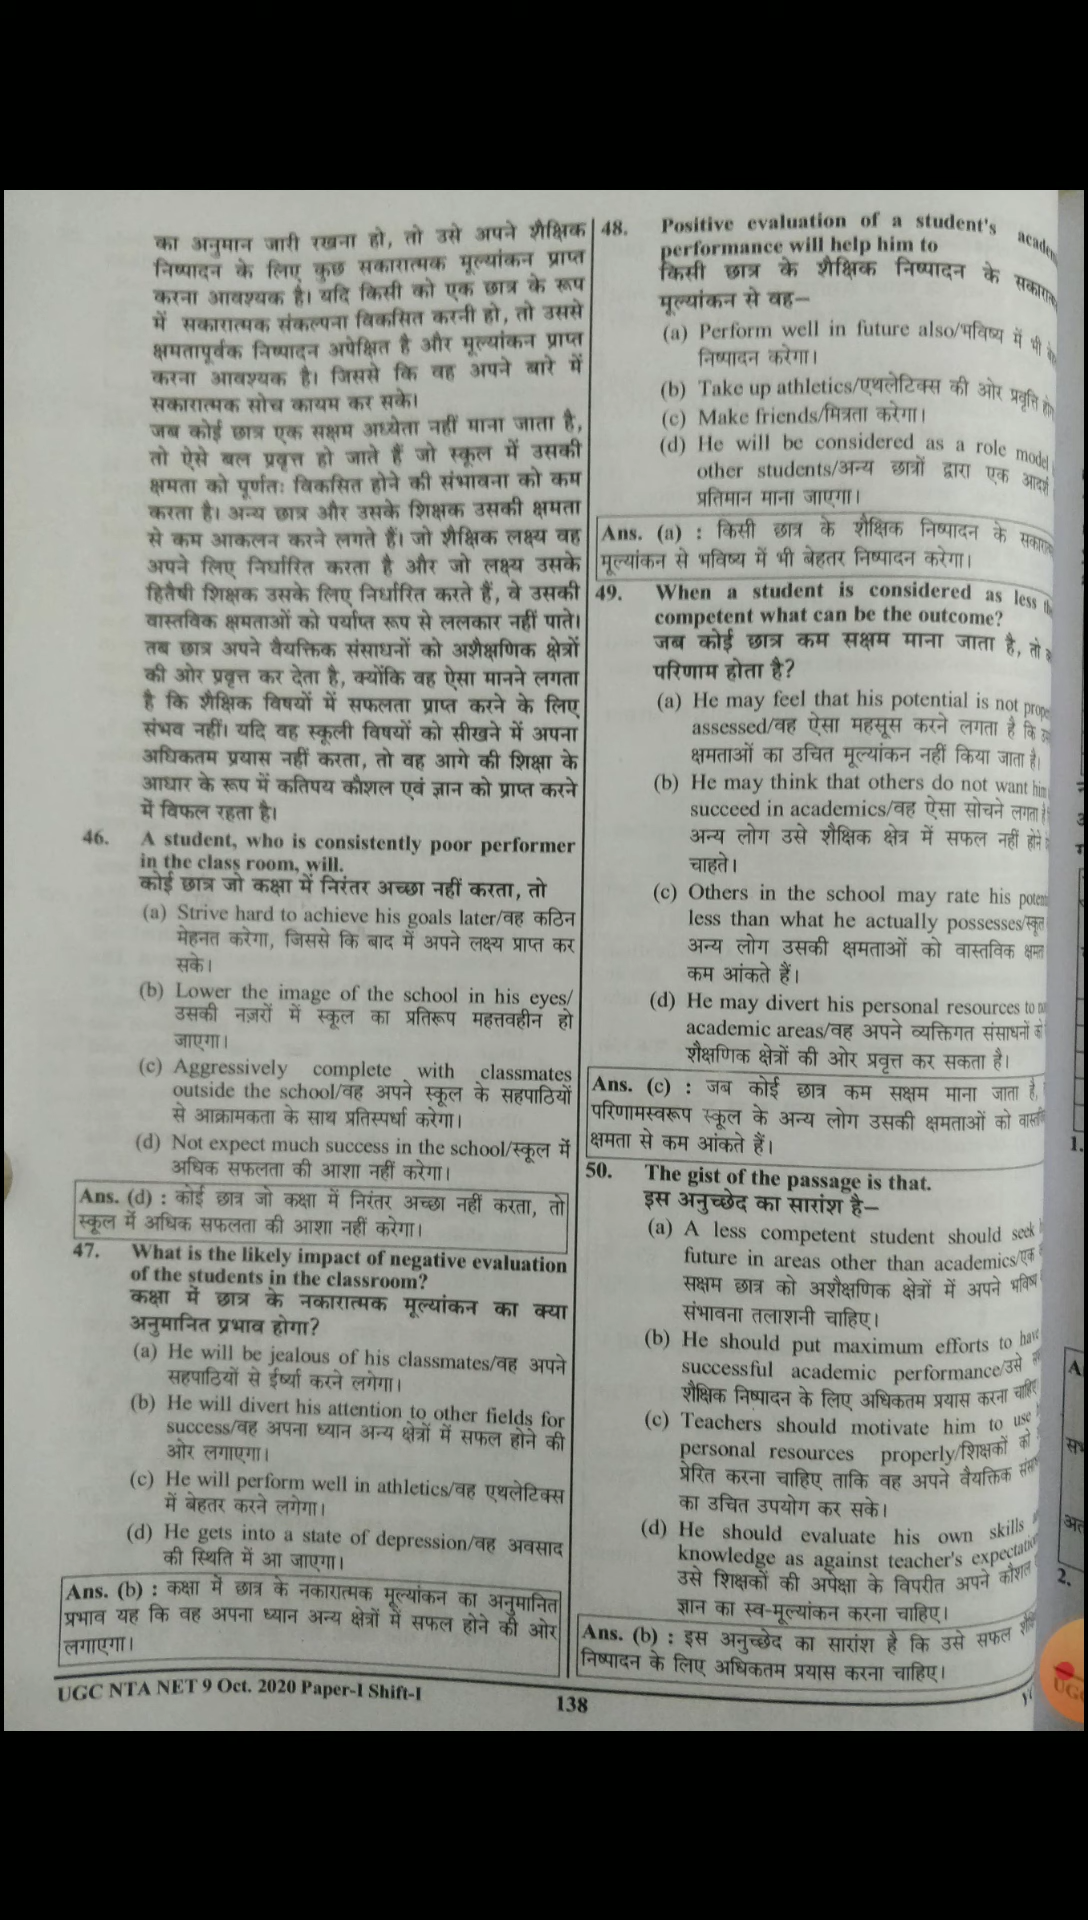 का अनुमान जारी रखना हो, तो उसे अपने शैक्षिक
निष्पादन के लिए कुछ सकारात्मक मूल्यांकन प्राप्त
करना आवश्यक है। यदि किसी को एक छात्र के रूप
में सकारात्मक संकल्पना विकसित करनी हो, तो उससे
क्षमतापूर्वक निष्पादन अपेक्षित है और मूल्यांकन प्राप्त
करना आवश्यक है। जिससे कि वह अपने बारे में
सकारात्मक सोच कायम कर सके।
जब कोई छात्र एक सक्षम अध्येता नहीं माना जाता है,
तो ऐसे बल प्रवृत्त हो जाते हैं जो स्कूल में उसकी
क्षमता को पूर्णतः विकसित होने की संभावना को कम
करता है। अन्य छात्र और उसके शिक्षक उसकी क्षमता
से कम आकलन करने लगते हैं। जो शैक्षिक लक्ष्य वह
अपने लिए निर्धारित करता है और जो लक्ष्य उसके
हितैषी शिक्षक उसके लिए निर्धारित करते हैं, वे उसकी
वास्तविक क्षमताओं को पर्याप्त रूप से ललकार नहीं पाते।
तब छात्र अपने वैयक्तिक संसाधनों को अशैक्षणिक क्षेत्रों
की ओर प्रवृत्त कर देता है, क्योंकि वह ऐसा मानने लगता
है कि शैक्षिक विषयों में सफलता प्राप्त करने के लिए
संभव नहीं। यदि वह स्कूली विषयों को सीखने में अपना
अधिकतम प्रयास नहीं करता, तो वह आगे की शिक्षा के
आधार के रूप में कतिपय कौशल एवं ज्ञान को प्राप्त करने
में विफल रहता है।
46. A student, who is consistently poor performer
in the class room, will.
कोई छात्र जो कक्षा में निरंतर अच्छा नहीं करता, तो
(a) Strive hard to achieve his goals later/वह कठिन
मेहनत करेगा, जिससे कि बाद में अपने लक्ष्य प्राप्त कर
सके।
(b) Lower the image of the school in his eyes/
उसकी नज़रों में स्कूल का प्रतिरूप महत्तवहीन हो
जाएगा।
(c) Aggressively complete with classmates
outside the school/वह अपने स्कूल के सहपाठियों
से आक्रामकता के साथ प्रतिस्पर्धा करेगा।
(d) Not expect much success in the school/स्कूल में
अधिक सफलता की आशा नहीं करेगा।
Ans. (d) : कोई छात्र जो कक्षा में निरंतर अच्छा नहीं करता, तो
स्कूल में अधिक सफलता की आशा नहीं करेगा।
47. What is the likely impact of negative evaluation
of the students in the classroom?
कक्षा में छात्र के नकारात्मक मूल्यांकन का क्या
अनुमानित प्रभाव होगा?
(a) He will be jealous of his classmates/वह अपने
सहपाठियों से ईर्ष्या करने लगेगा।
(b) He will divert his attention to other fields for
success/वह अपना ध्यान अन्य क्षेत्रों में सफल होने की
ओर लगाएगा।
(c) He will perform well in athletics/वह एथलेटिक्स
में बेहतर करने लगेगा।
(d) He gets into a state of depression/वह अवसाद
की स्थिति में आ जाएगा।
Ans. (b) : कक्षा में छात्र के नकारात्मक मूल्यांकन का अनुमानित
प्रभाव यह कि वह अपना ध्यान अन्य क्षेत्रों में सफल होने की ओर
लगाएगा।
48. Positive evaluation of a student's
performance will help him to
किसी छात्र के शैक्षिक निष्पादन के
मूल्यांकन से वह–
(a) Perform well in future also/भविष्य में भी
निष्पादन करेगा।
(b) Take up athletics/एथलेटिक्स की ओर प्रवृत्ति
(c) Make friends/मित्रता करेगा।
(d) He will be considered as a role model
other students/अन्य छात्रों द्वारा एक आदर्श
प्रतिमान माना जाएगा।
Ans. (a) : किसी छात्र के शैक्षिक निष्पादन के
मूल्यांकन से भविष्य में भी बेहतर निष्पादन करेगा।
49. When a student is considered as less
competent what can be the outcome?
जब कोई छात्र कम सक्षम माना जाता है, तो
परिणाम होता है?
(a) He may feel that his potential is not
assessed/वह ऐसा महसूस करने लगता है कि
क्षमताओं का उचित मूल्यांकन नहीं किया जाता है।
(b) He may think that others do not want him
succeed in academics/वह ऐसा सोचने लगता
अन्य लोग उसे शैक्षिक क्षेत्र में सफल नहीं होने
चाहते।
(c) Others in the school may rate his
less than what he actually possesses/स्कूल
अन्य लोग उसकी क्षमताओं को वास्तविक
कम आंकते हैं।
(d) He may divert his personal resources to
academic areas/वह अपने व्यक्तिगत संसाधनों को
शैक्षणिक क्षेत्रों की ओर प्रवृत्त कर सकता है।
Ans. (c) : जब कोई छात्र कम सक्षम माना जाता है,
परिणामस्वरूप स्कूल के अन्य लोग उसकी क्षमताओं को
क्षमता से कम आंकते हैं।
50. The gist of the passage is that.
इस अनुच्छेद का सारांश है–
(a) A less competent student should seek
future in areas other than academics/एक
सक्षम छात्र को अशैक्षणिक क्षेत्रों में अपने भविष्य
संभावना तलाशनी चाहिए।
(b) He should put maximum efforts to have
successful academic performance/उसे
शैक्षिक निष्पादन के लिए अधिकतम प्रयास करना चाहिए
(c) Teachers should motivate him to use
personal resources properly/शिक्षकों को
प्रेरित करना चाहिए ताकि वह अपने वैयक्तिक
का उचित उपयोग कर सके।
(d) He should evaluate his own skills
knowledge as against teacher's
उसे शिक्षकों की अपेक्षा के विपरीत अपने कौशल
ज्ञान का स्व-मूल्यांकन करना चाहिए।
Ans. (b) : इस अनुच्छेद का सारांश है कि उसे सफल
निष्पादन के लिए अधिकतम प्रयास करना चाहिए।
UGC NTA NET 9 Oct. 2020 Paper-I Shift-I
138
1.
2.